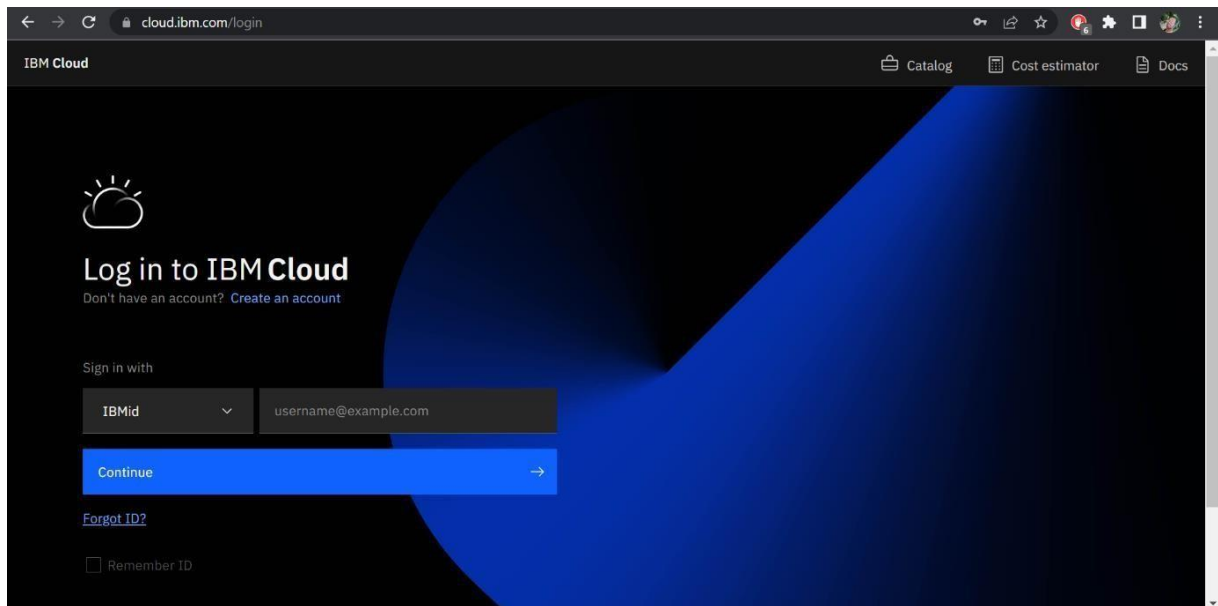 cloud.ibm.com/login
6
IBM Cloud
Catalog
Cost estimator
Docs
Log in to IBM Cloud
Don't have an account? Create an account
Sign in with
IBMid
username@example.com
Continue
Forgot ID?
Remember ID